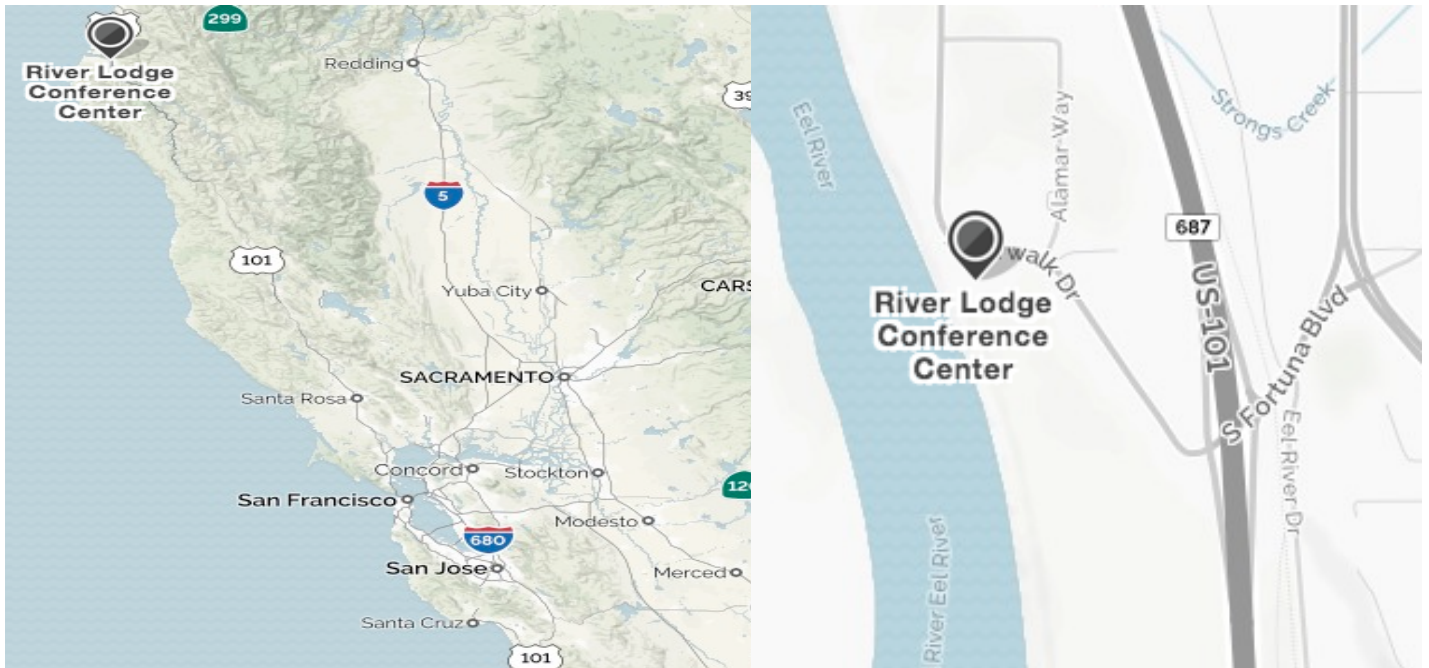 299
River Lodge
Conference
Center
Redding
5
101
Yuba City
CARS
SACRAMENTO
Santa Rosa
Concord
Stockton
San Francisco
Modesto
680
San Jose
Merced
Santa Cruz
101
39
12
Eel River
Alamar Way
Strongs Creek
687
walk Dr
US-101
River Lodge
Conference
Center
S Fortuna Blvd
Eel River Dr
River Eel River